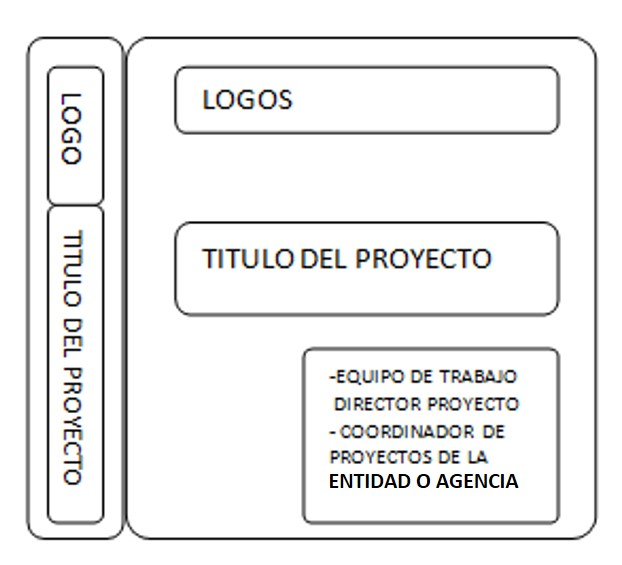 LOGO
TITULO DEL PROYECTO
LOGOS
TITULO DEL PROYECTO
-EQUIPO DE TRABAJO
DIRECTOR PROYECTO
- COORDINADOR DE
PROYECTOS DE LA
ENTIDAD O AGENCIA